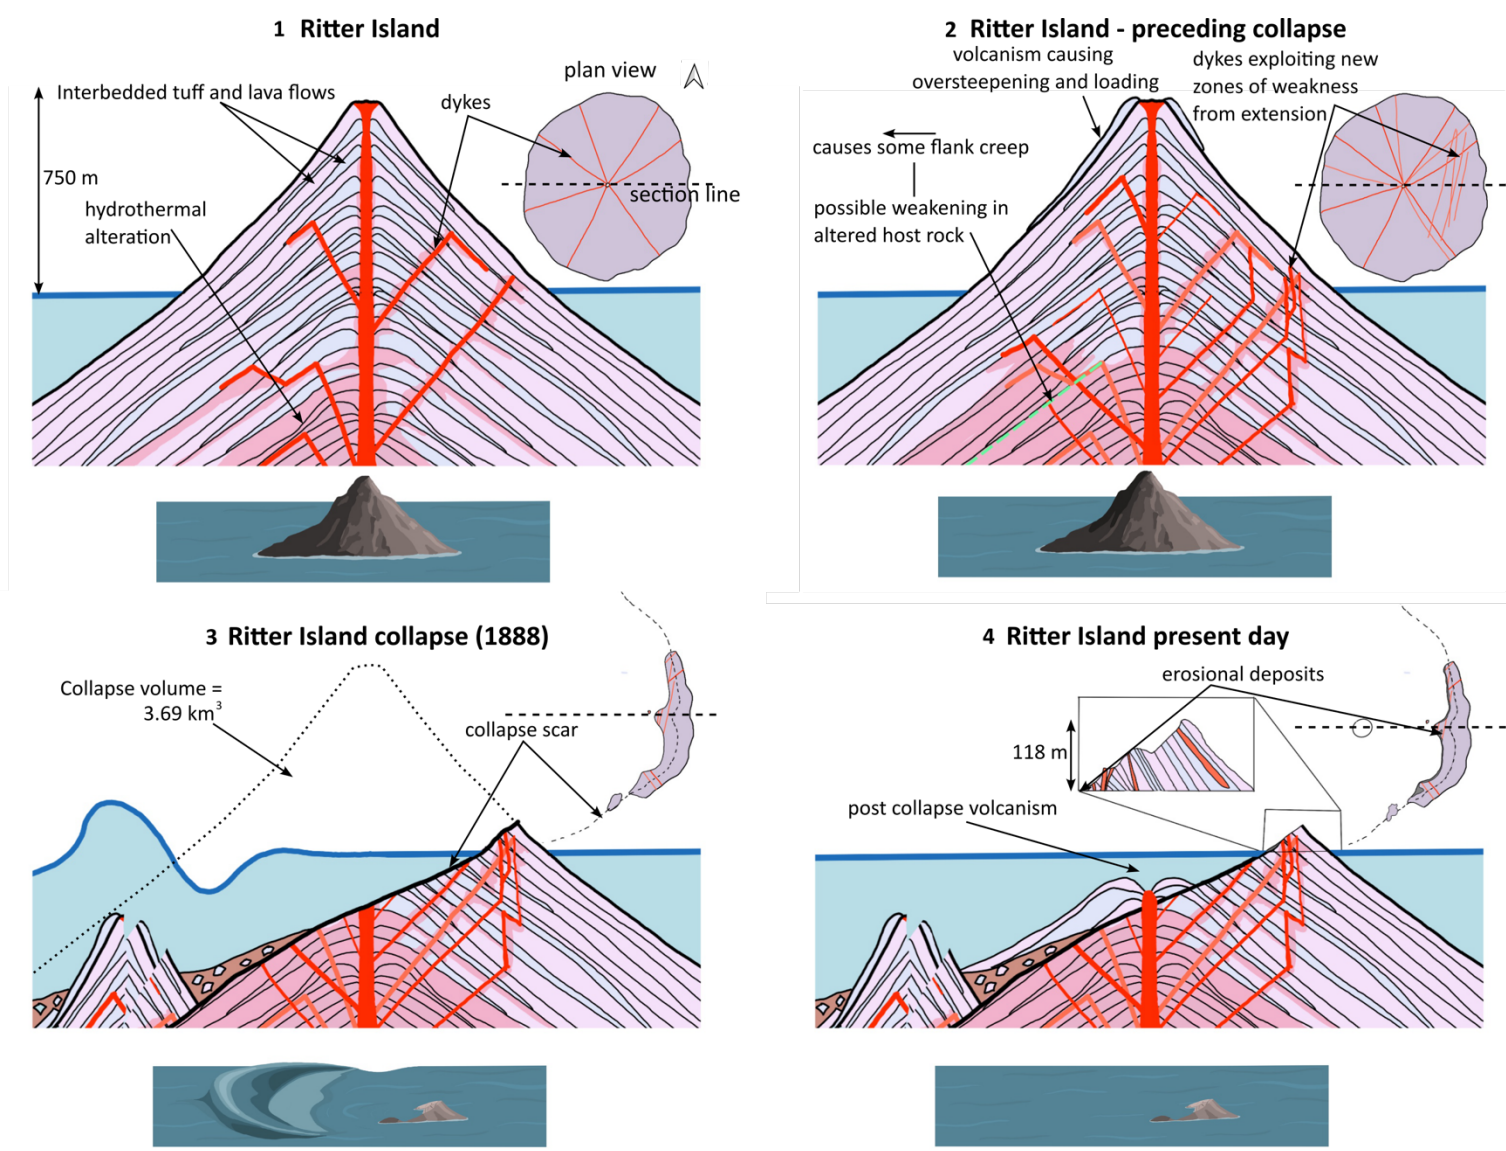 1 Ritter Island
plan view
Interbedded tuff and lava flows
dykes
750 m
section line
hydrothermal
alteration
2 Ritter Island - preceding collapse
volcanism causing
oversteepening and loading
dykes exploiting new
zones of weakness
from extension
causes some flank creep
possible weakening in
altered host rock
3 Ritter Island collapse (1888)
Collapse volume =
3.69 km³
collapse scar
4 Ritter Island present day
erosional deposits
118 m
post collapse volcanism